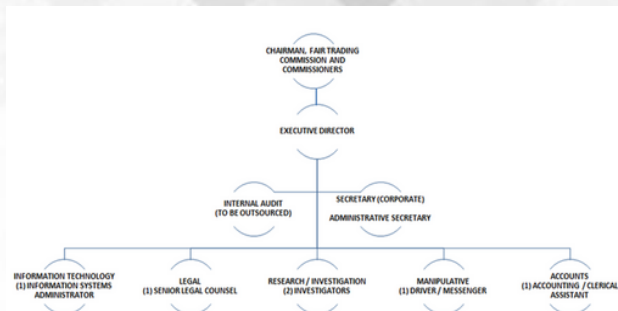 CHAIRMAN, FAIR TRADING
COMMISSION AND
COMMISSIONERS
EXECUTIVE DIRECTOR
INTERNAL AUDIT
(TO BE OUTSOURCED)
SECRETARY (CORPORATE)
ADMINISTRATIVE SECRETARY
INFORMATION TECHNOLOGY
(1) INFORMATION SYSTEMS
ADMINISTRATOR
LEGAL
(1) SENIOR LEGAL COUNSEL
RESEARCH / INVESTIGATION
(2) INVESTIGATORS
MANIPULATIVE
(1) DRIVER / MESSENGER
ACCOUNTS
(1) ACCOUNTING / CLERICAL
ASSISTANT